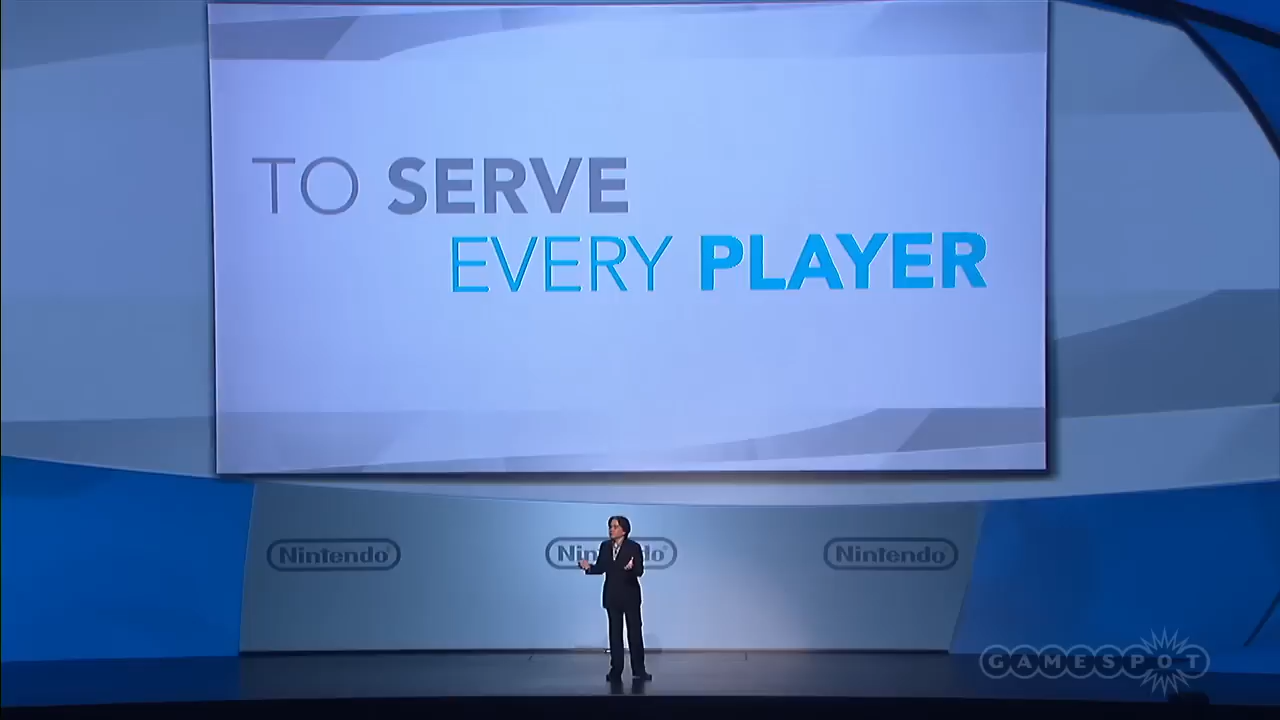 TO SERVE
EVERY PLAYER
Nintendo
Nintendo
Nintendo
GAMESPOT